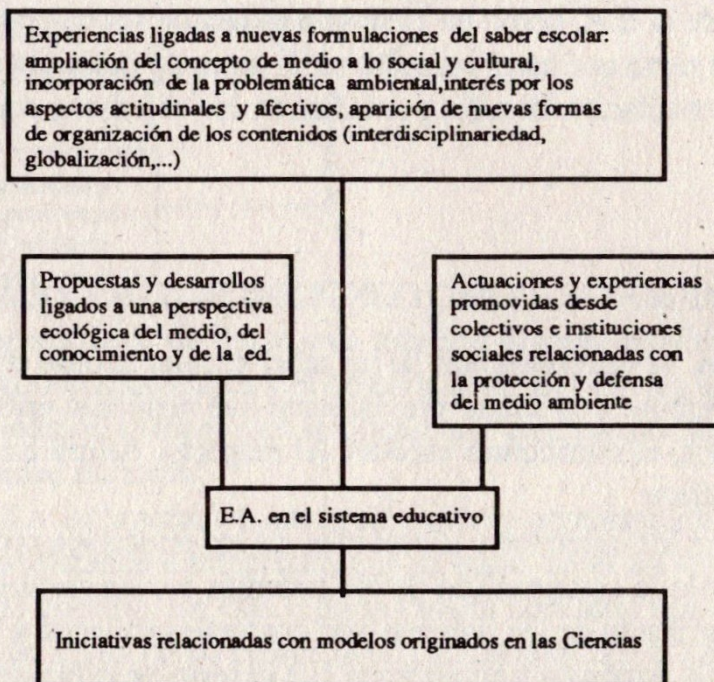 Experiencias ligadas a nuevas formulaciones del saber escolar:
ampliación del concepto de medio a lo social y cultural,
incorporación de la problemática ambiental,interés por los
aspectos actitudinales y afectivos, aparición de nuevas formas
de organización de los contenidos (interdisciplinariedad,
globalización,...)
Propuestas y desarrollos
ligados a una perspectiva
ecológica del medio, del
conocimiento y de la ed.
Actuaciones y experiencias
promovidas desde
colectivos e instituciones
sociales relacionadas con
la protección y defensa
del medio ambiente
E.A. en el sistema educativo
Iniciativas relacionadas con modelos originados en las Ciencias